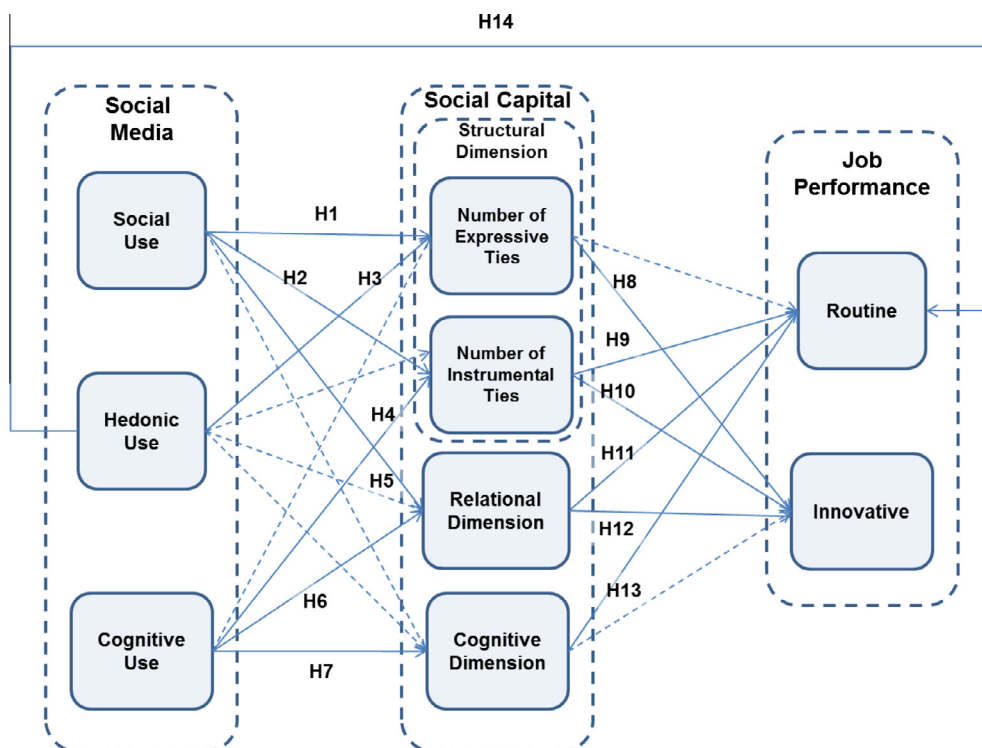 H14
Social
Media
Social
Use
Hedonic
Use
Cognitive
Use
H1
H2
H3
H4
H5
H6
H7
Social Capital
Structural
Dimension
Number of
Expressive
Ties
Number of
Instrumental
Ties
Relational
Dimension
Cognitive
Dimension
H8
H9
H10
H11
H12
H13
Job
Performance
Routine
Innovative